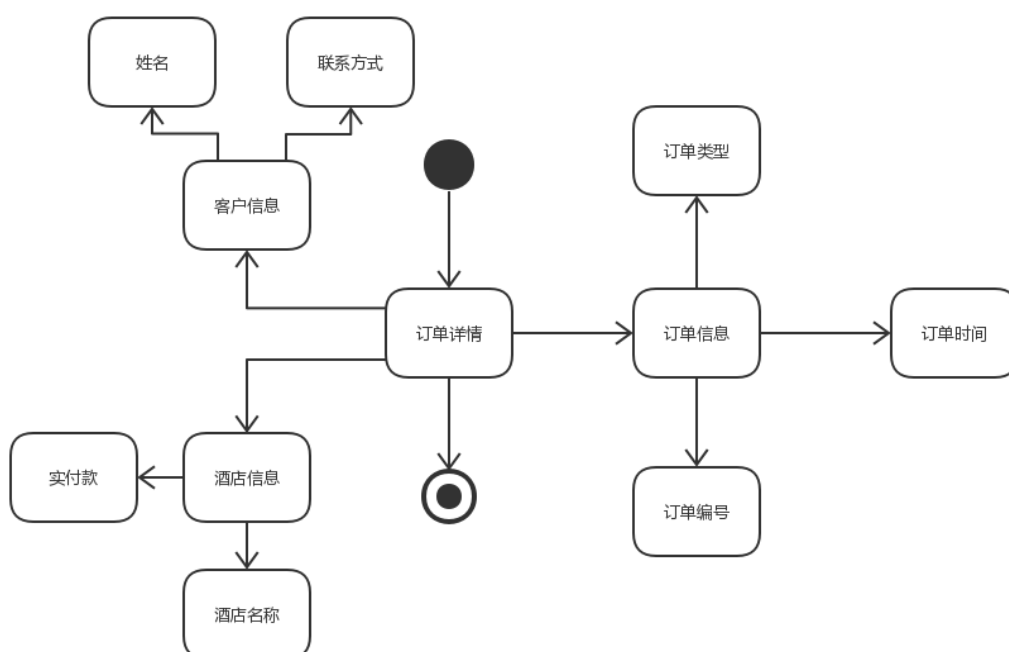 姓名
联系方式
订单类型
客户信息
订单详情
订单信息
订单时间
实付款
酒店信息
订单编号
酒店名称